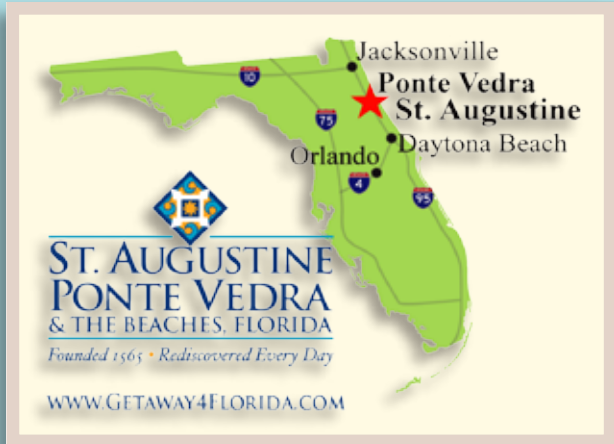 Jacksonville
10
Ponte Vedra
St. Augustine
75
Daytona Beach
Orlando
4
95
ST. AUGUSTINE
PONTE VEDRA
& THE BEACHES, FLORIDA
Founded 1565 • Rediscovered Every Day
WWW.GETAWAY4FLORIDA.COM